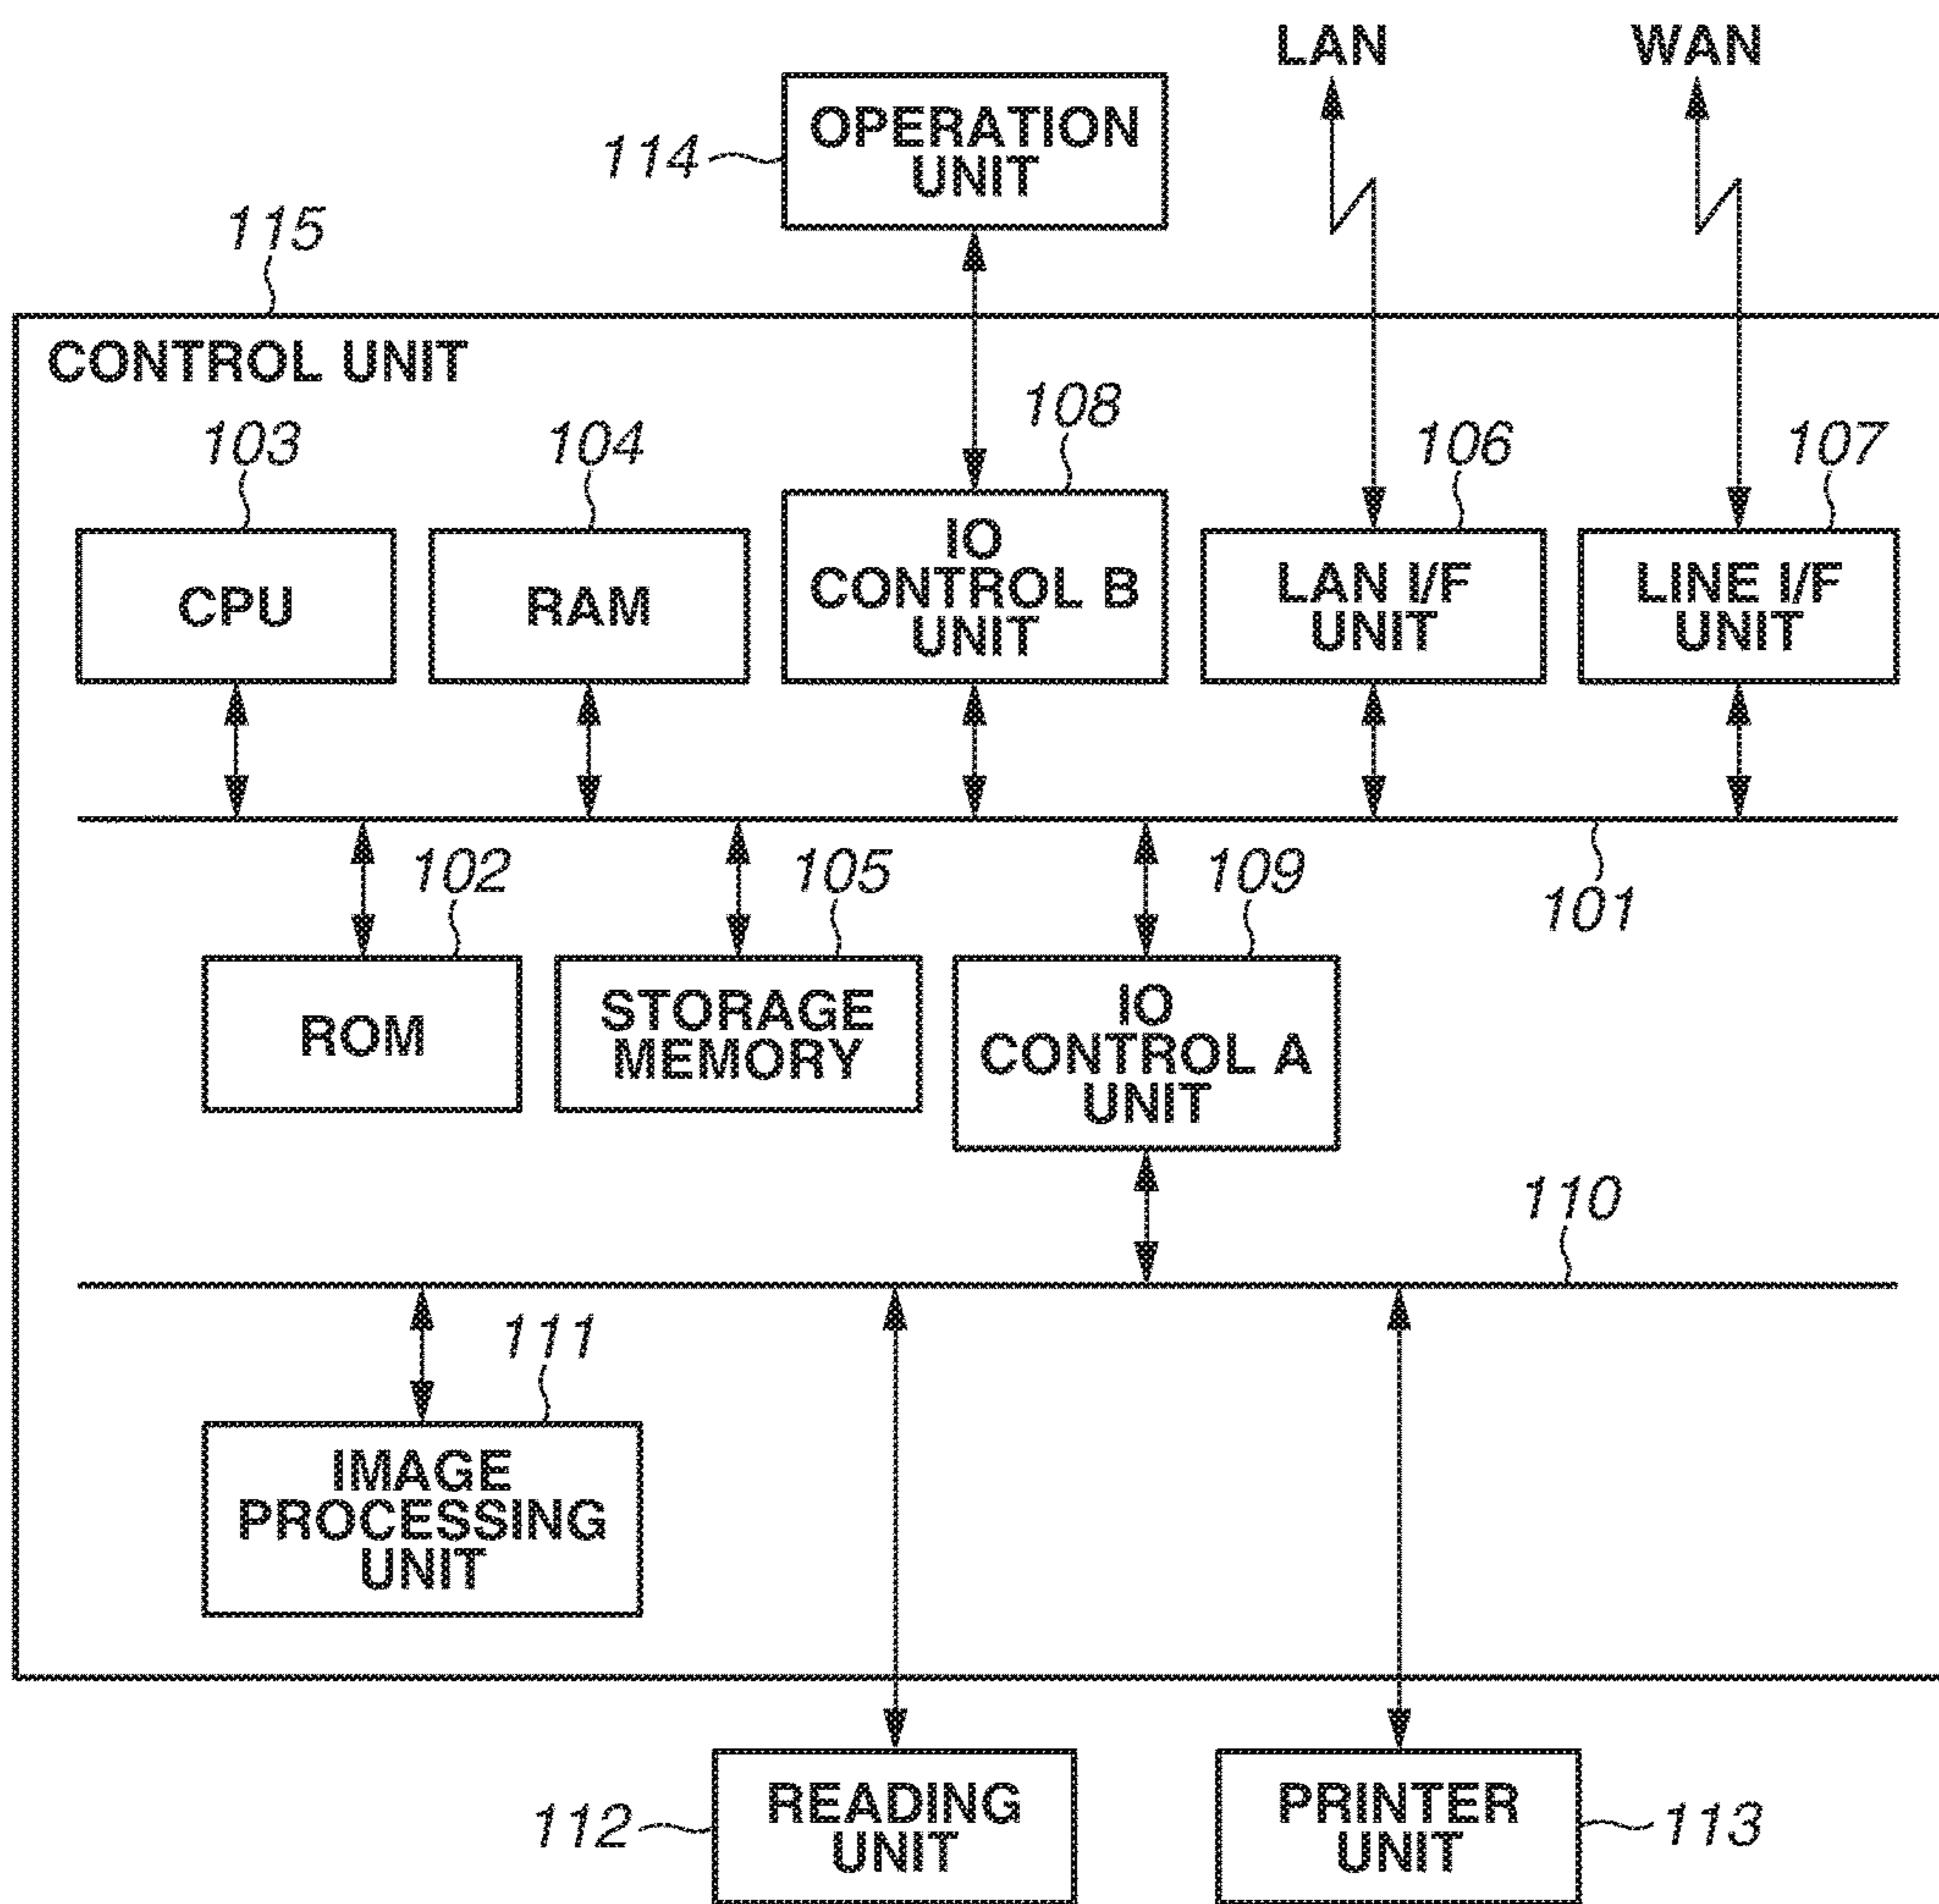 LAN
WAN
OPERATION
UNIT
114
115
CONTROL UNIT
103
104
108
106
107
CPU
RAM
IO
CONTROL B
UNIT
LAN I/F
UNIT
LINE I/F
UNIT
102
105
109
101
ROM
STORAGE
MEMORY
IO
CONTROL A
UNIT
110
111
IMAGE
PROCESSING
UNIT
112
READING
UNIT
PRINTER
UNIT
113